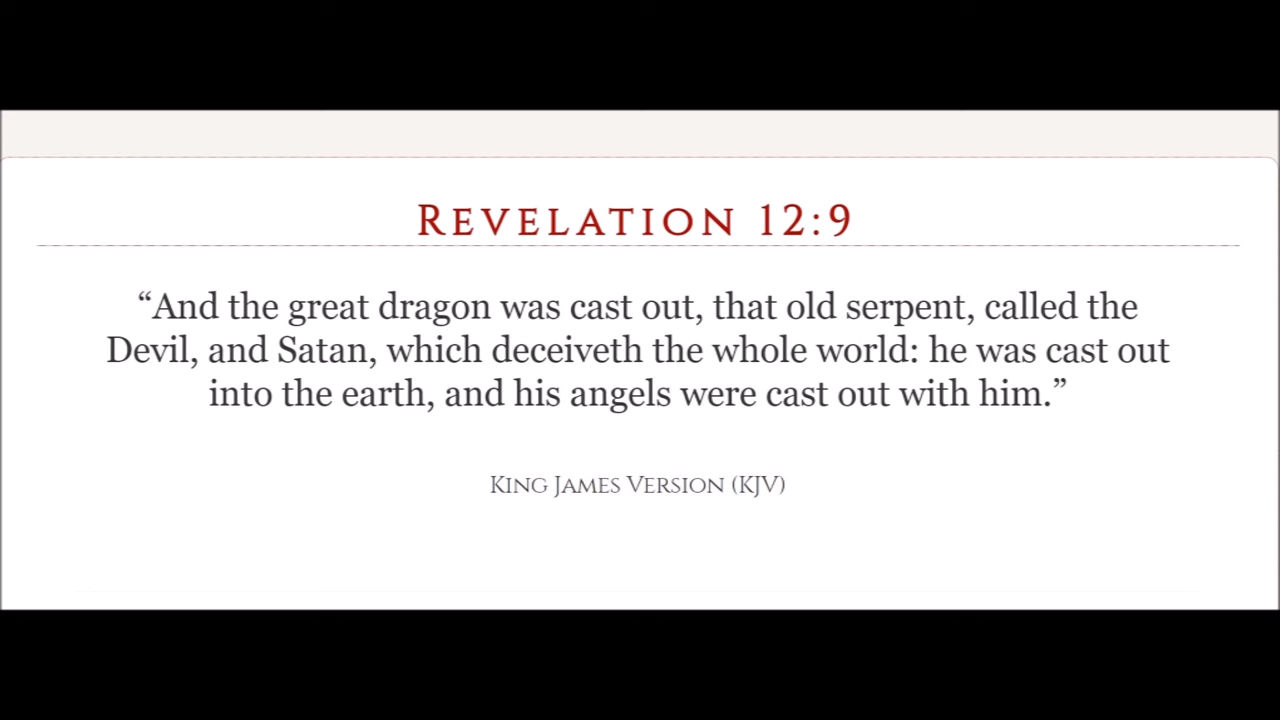 Revelation 12:9
“And the great dragon was cast out, that old serpent, called the
Devil, and Satan, which deceiveth the whole world: he was cast out
into the earth, and his angels were cast out with him.”
King James Version (KJV)